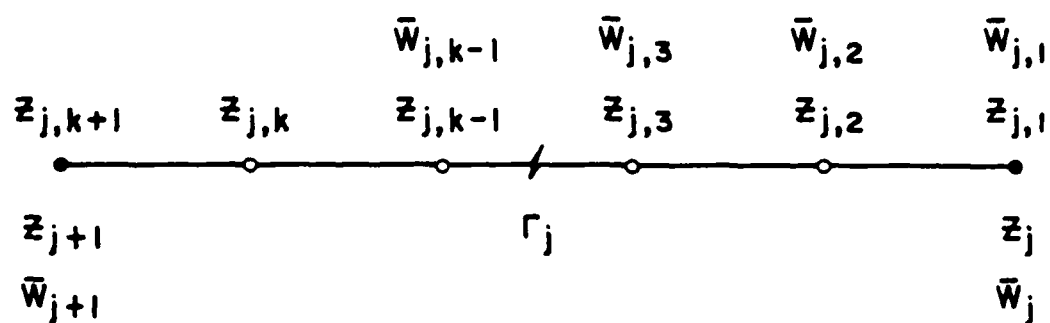 w̄j,k-1 w̄j,3 w̄j,2 w̄j,1
zj,k+1 zj,k zj,k-1 zj,3 zj,2 zj,1
zj+1 Γj zj
w̄j+1 w̄j